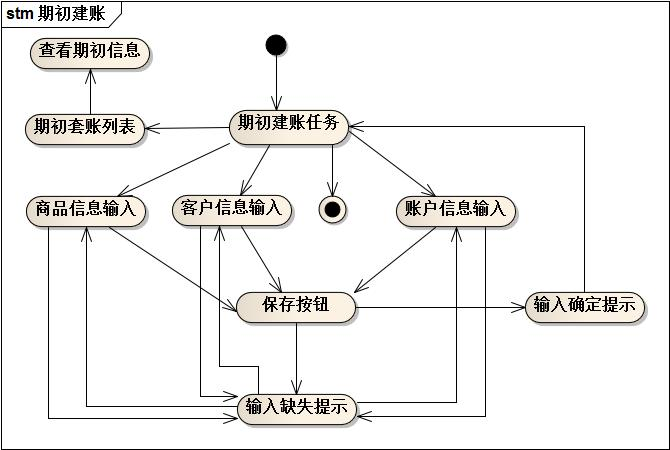 stm 期初建账
查看期初信息
期初套账列表
期初建账任务
商品信息输入
客户信息输入
账户信息输入
保存按钮
输入确定提示
输入缺失提示